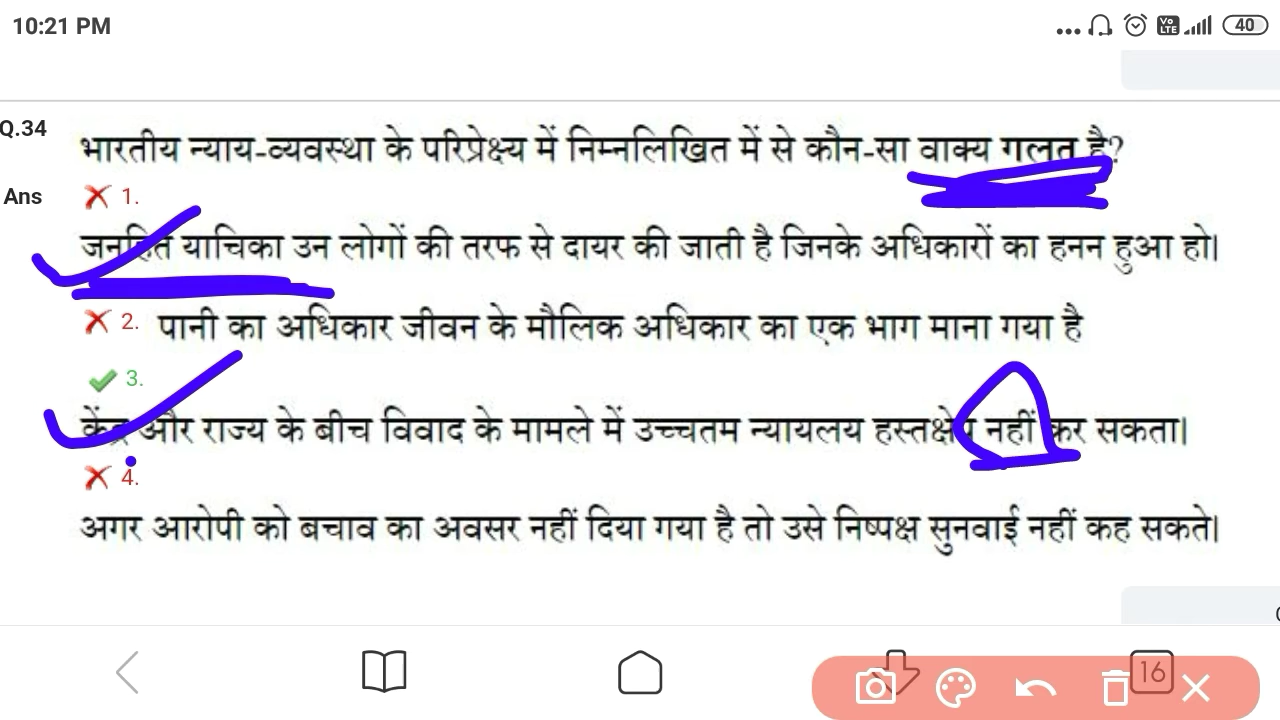 10:21 PM
Vo LTE
40
Q.34
भारतीय न्याय-व्यवस्था के परिप्रेक्ष्य में निम्नलिखित में से कौन-सा वाक्य गलत है?
Ans
1.
जनहित याचिका उन लोगों की तरफ से दायर की जाती है जिनके अधिकारों का हनन हुआ हो।
2. पानी का अधिकार जीवन के मौलिक अधिकार का एक भाग माना गया है
3.
केंद्र और राज्य के बीच विवाद के मामले में उच्चतम न्यायलय हस्तक्षेप नहीं कर सकता।
4.
अगर आरोपी को बचाव का अवसर नहीं दिया गया है तो उसे निष्पक्ष सुनवाई नहीं कह सकते।
16